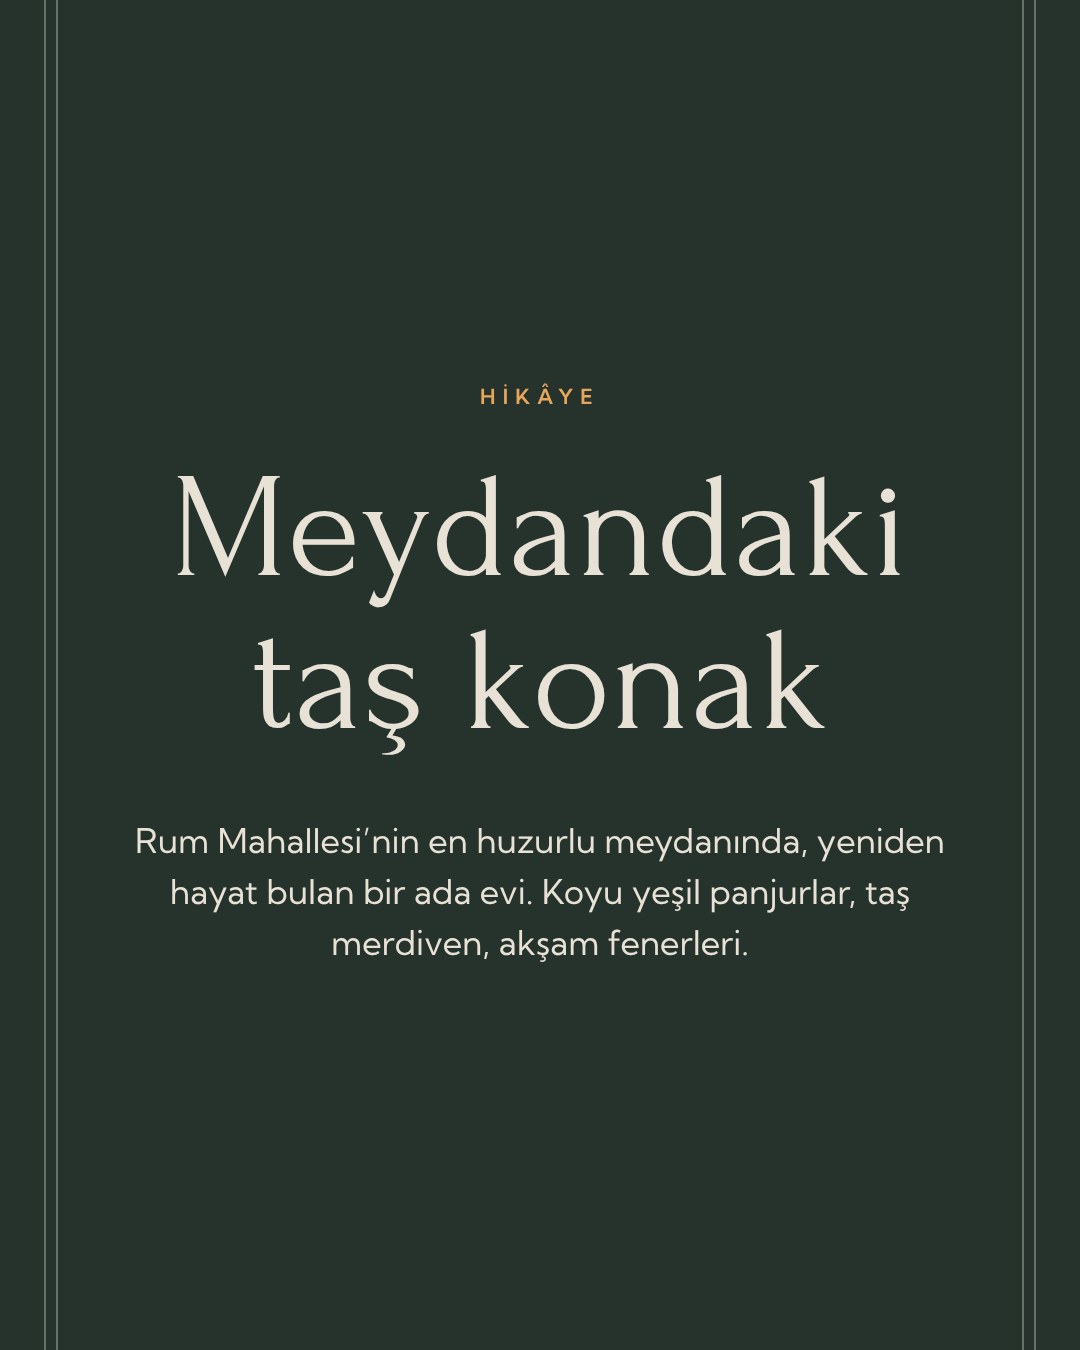 HİKÂYE
Meydandaki
taş konak
Rum Mahallesi’nin en huzurlu meydanında, yeniden
hayat bulan bir ada evi. Koyu yeşil panjurlar, taş
merdiven, akşam fenerleri.